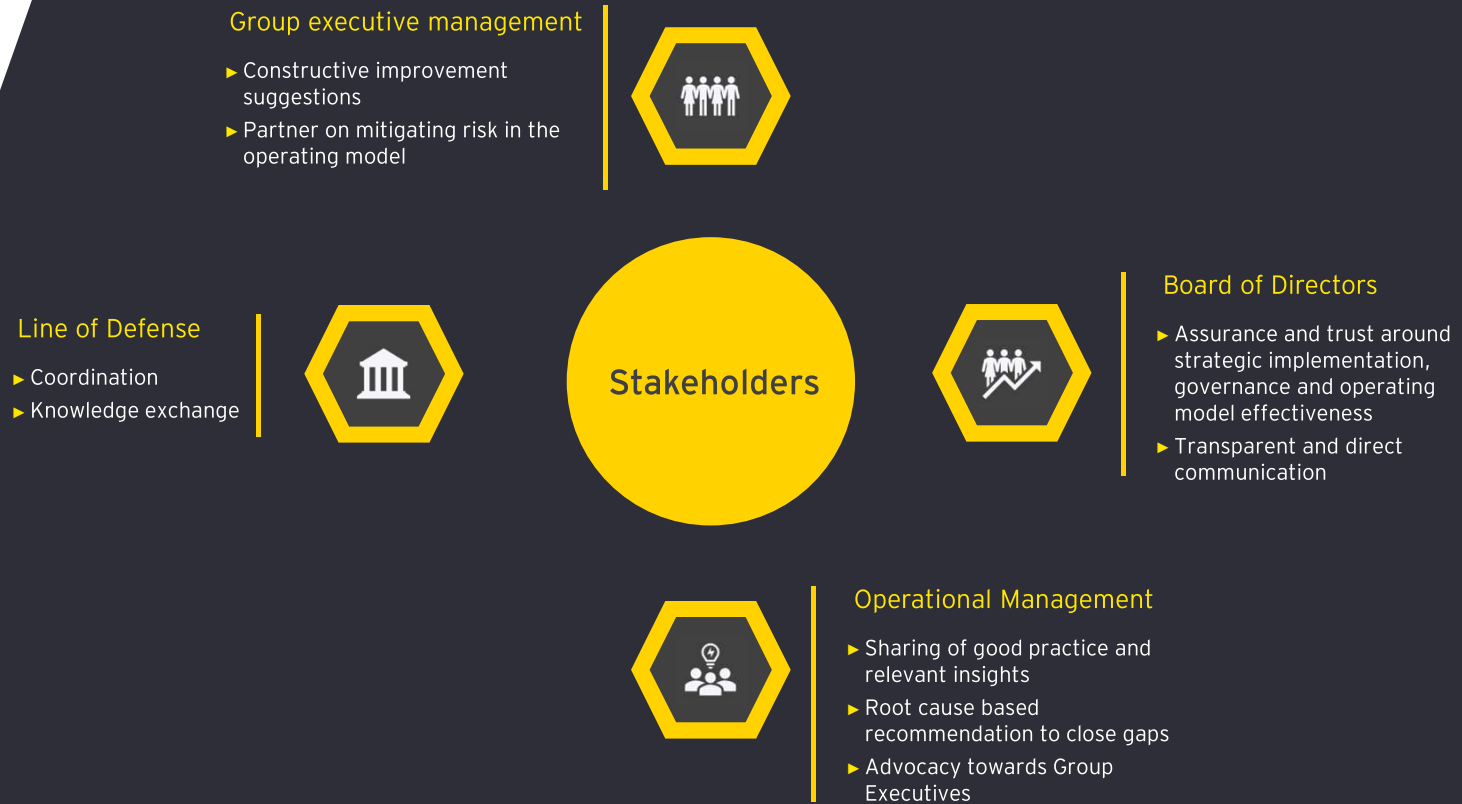 Group executive management
► Constructive improvement
suggestions
► Partner on mitigating risk in the
operating model
Line of Defense
► Coordination
► Knowledge exchange
Stakeholders
Board of Directors
► Assurance and trust around
strategic implementation,
governance and operating
model effectiveness
► Transparent and direct
communication
Operational Management
► Sharing of good practice and
relevant insights
► Root cause based
recommendation to close gaps
► Advocacy towards Group
Executives